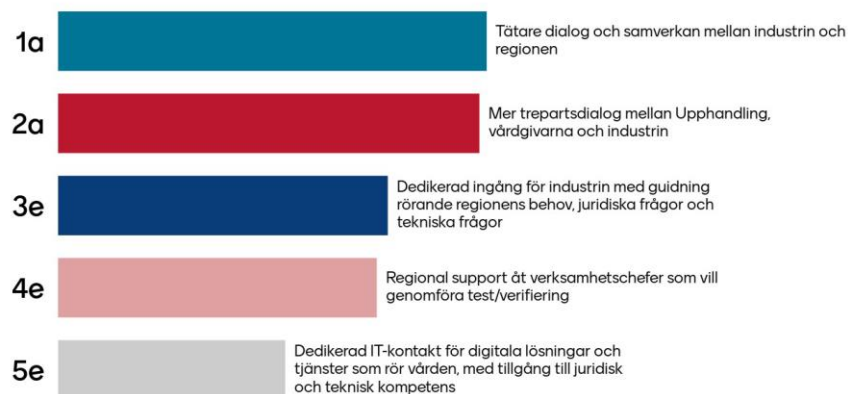 1a
Tätare dialog och samverkan mellan industrin och
regionen
2a
Mer trepartsdialog mellan Upphandling,
vårdgivarna och industrin
3e
Dedikerad ingång för industrin med guidning
rörande regionens behov, juridiska frågor och
tekniska frågor
4e
Regional support åt verksamhetschefer som vill
genomföra test/verifiering
5e
Dedikerad IT-kontakt för digitala lösningar och
tjänster som rör vården, med tillgång till juridisk
och teknisk kompetens